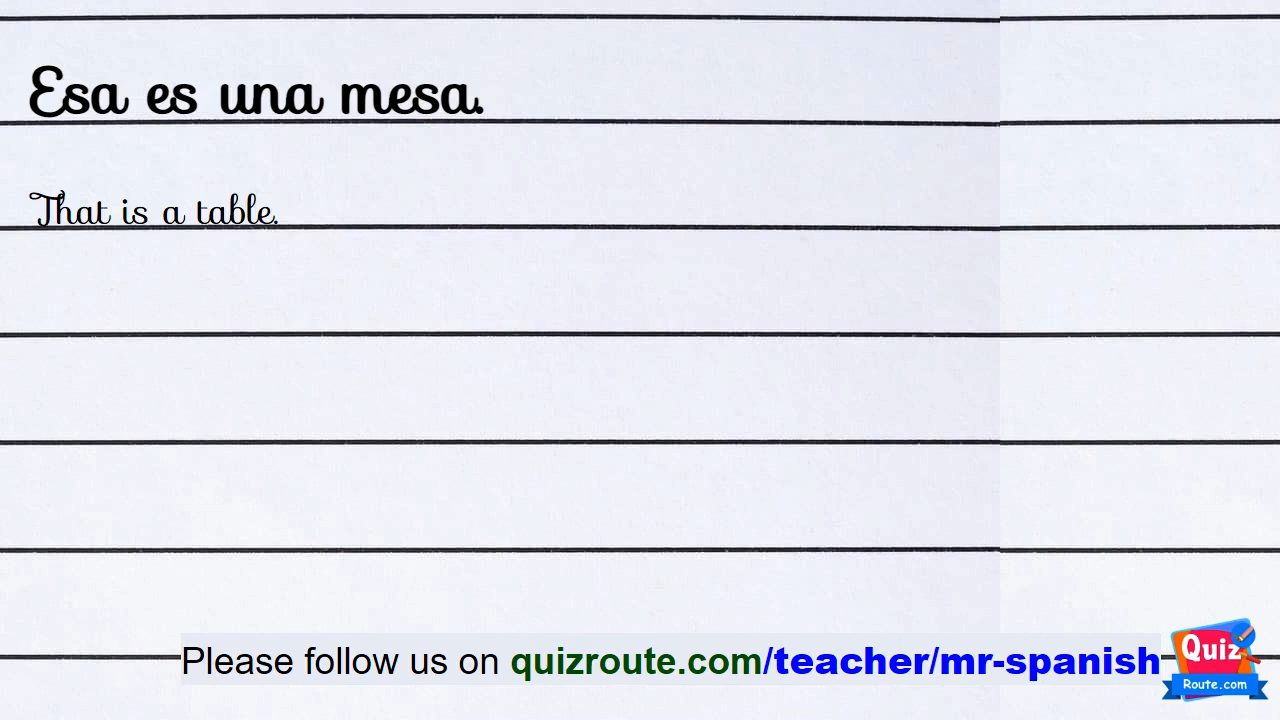 Esa es una mesa.
That is a table.
Please follow us on quizroute.com/teacher/mr-spanish
Quiz
Route.com